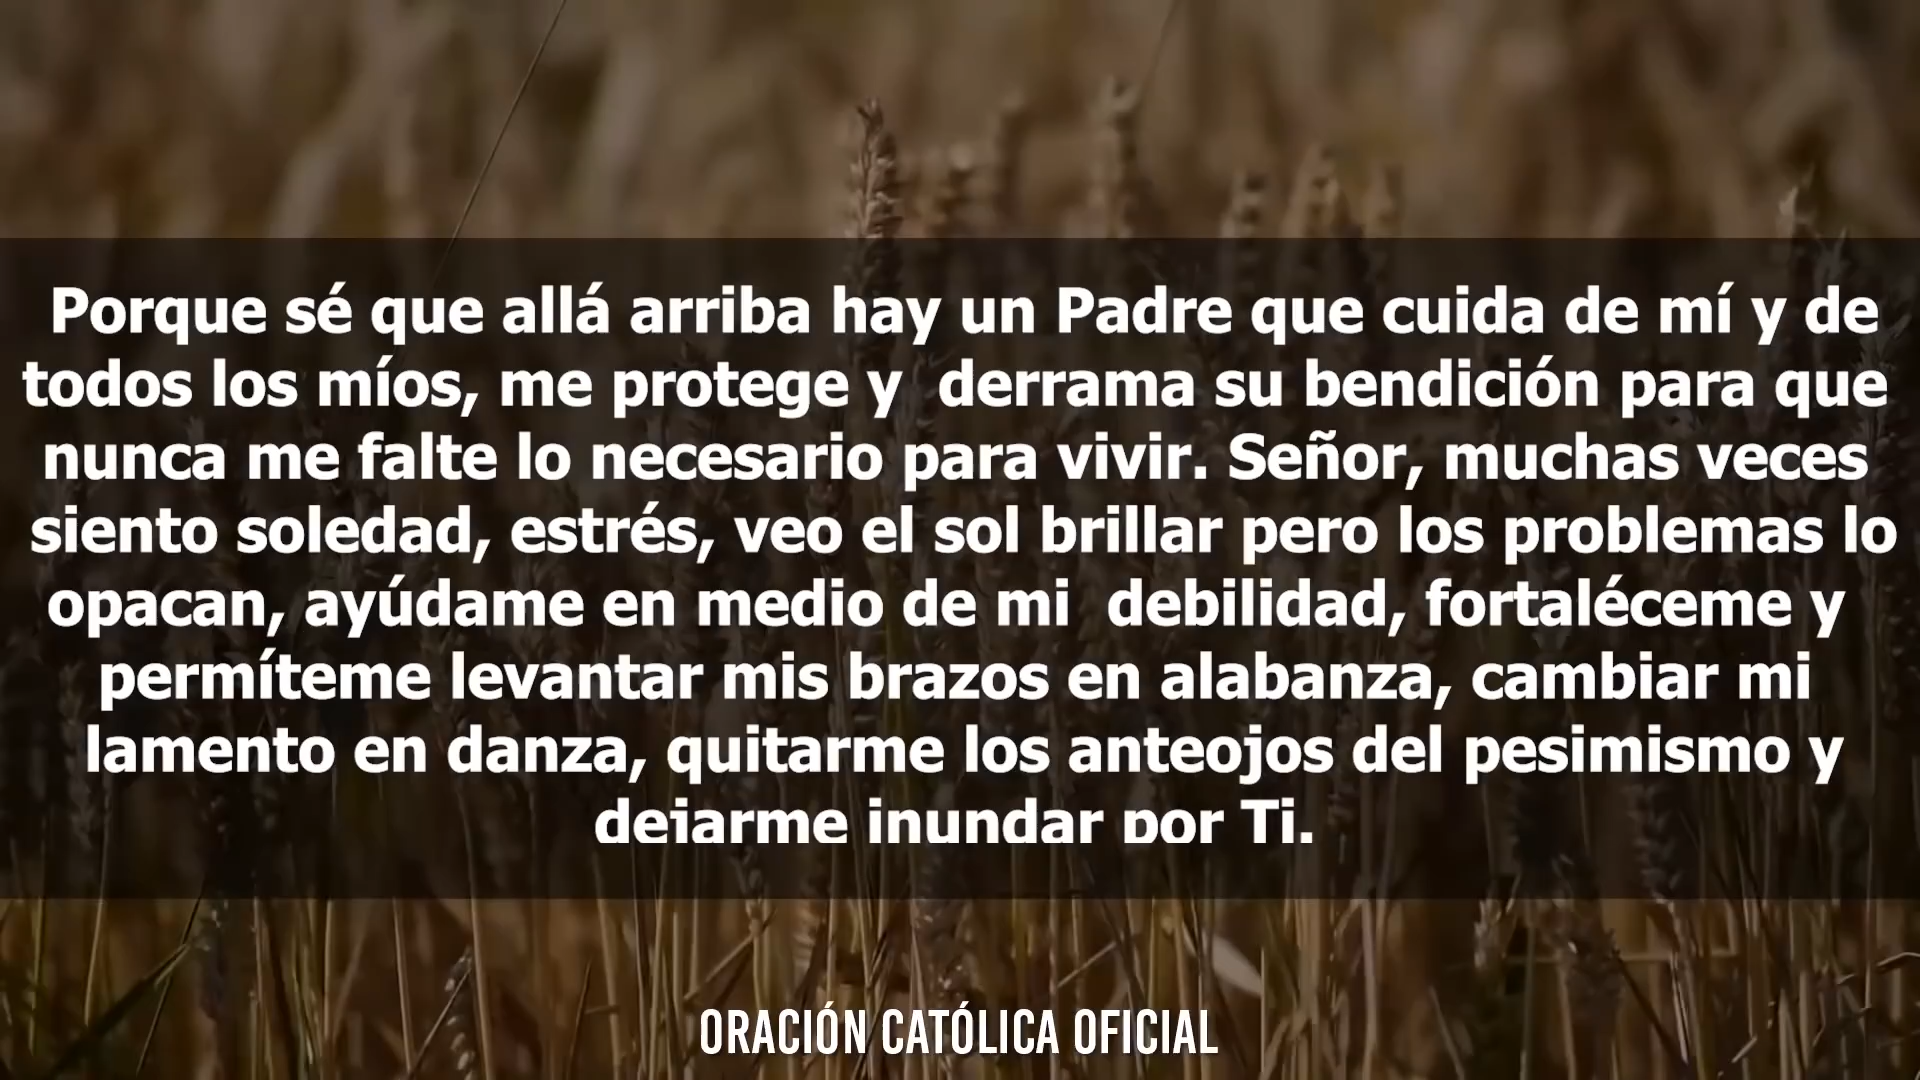 Porque sé que allá arriba hay un Padre que cuida de mí y de
todos los míos, me protege y  derrama su bendición para que
nunca me falte lo necesario para vivir. Señor, muchas veces
siento soledad, estrés, veo el sol brillar pero los problemas lo
opacan, ayúdame en medio de mi  debilidad, fortaléceme y
permíteme levantar mis brazos en alabanza, cambiar mi
lamento en danza, quitarme los anteojos del pesimismo y
dejarme inundar por Ti.
ORACIÓN CATÓLICA OFICIAL